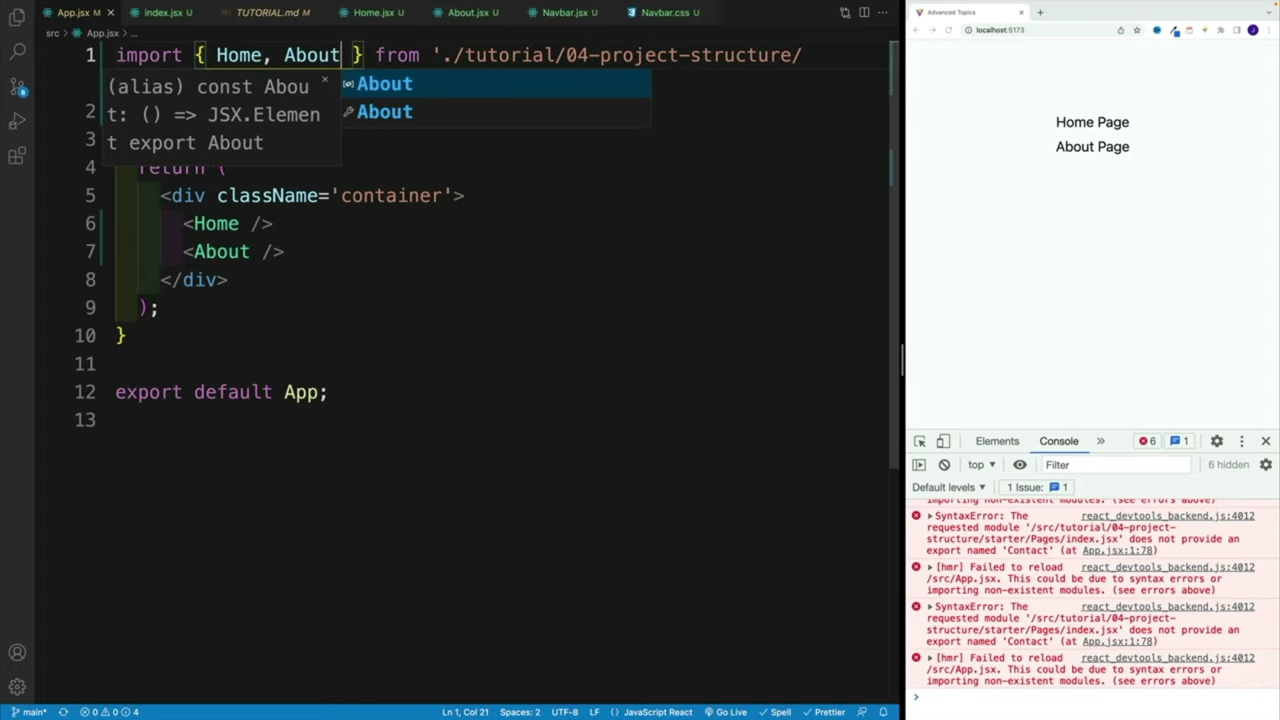 App.jsx M
index.jsx U
TUTORIAL.md M
Home.jsx U
About.jsx U
Navbar.jsx U
Navbar.css U
src > App.jsx > ...
1 import { Home, About } from './tutorial/04-project-structure/
(alias) const Abou
t: () => JSX.Elemen
t export About
About
About
2
3
4 return (
5 <div className='container'>
6 <Home />
7 <About />
8 </div>
9 );
10 }
11
12 export default App;
13
main*
0 0 4
Ln 1, Col 21
Spaces: 2
UTF-8
LF
{ } JavaScript React
Go Live
Spell
Prettier
Advanced Topics
localhost:5173
J
Home Page
About Page
Elements
Console
6
1
top
Filter
6 hidden
Default levels
1 Issue: 1
importing non-existent modules. (see errors above)
SyntaxError: The react_devtools_backend.js:4012
requested module '/src/tutorial/04-project-
structure/starter/Pages/index.jsx' does not provide an
export named 'Contact' (at App.jsx:1:78)
[hmr] Failed to reload react_devtools_backend.js:4012
/src/App.jsx. This could be due to syntax errors or
importing non-existent modules. (see errors above)
SyntaxError: The react_devtools_backend.js:4012
requested module '/src/tutorial/04-project-
structure/starter/Pages/index.jsx' does not provide an
export named 'Contact' (at App.jsx:1:78)
[hmr] Failed to reload react_devtools_backend.js:4012
/src/App.jsx. This could be due to syntax errors or
importing non-existent modules. (see errors above)